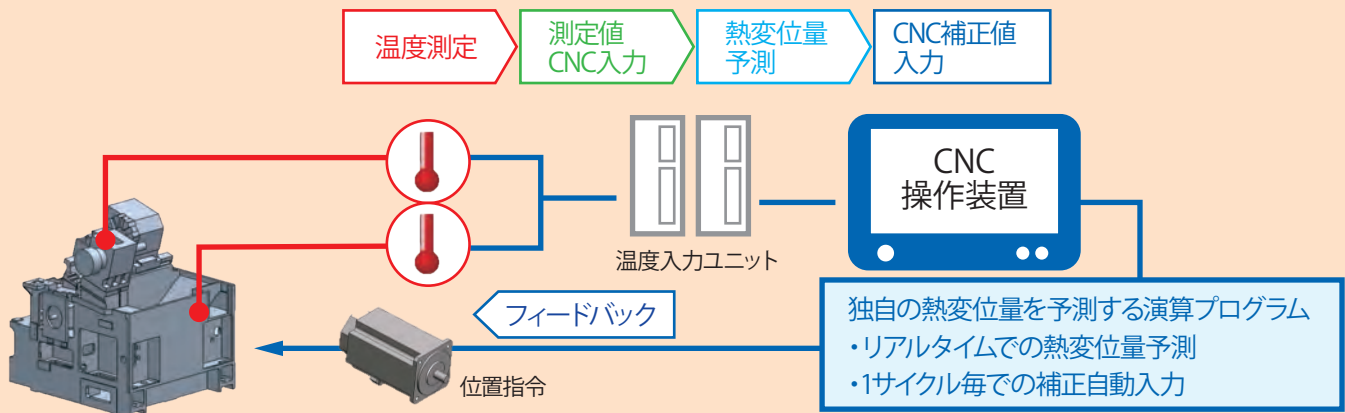 温度測定
測定値
CNC入力
熱変位量
予測
CNC補正値
入力
CNC
操作装置
温度入力ユニット
フィードバック
位置指令
独自の熱変位量を予測する演算プログラム
・リアルタイムでの熱変位量予測
・1サイクル毎での補正自動入力